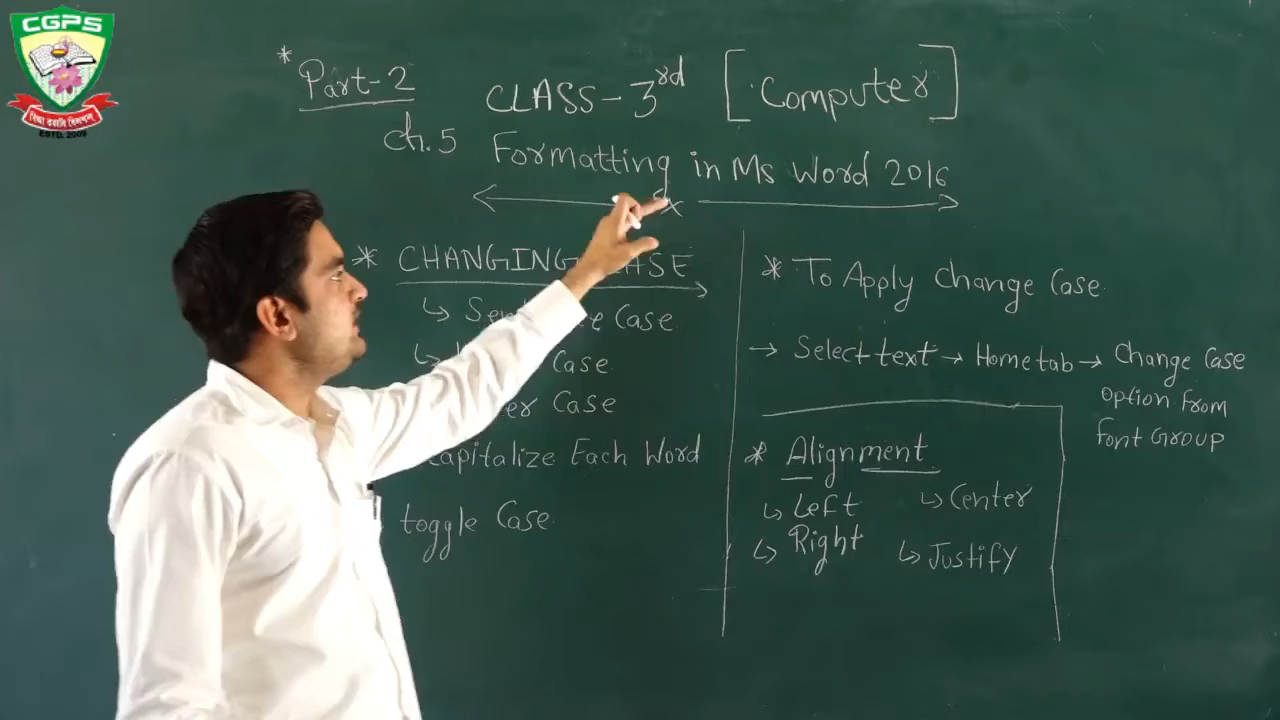 CGPS
ESTD. 2009
* Part-2
CLASS-3rd [Computer]
ch.5 Formatting in Ms Word 2016
* CHANGING
↳ Case
↳ Case
Case
Capitalize Each Word
toggle Case
* To Apply Change Case
→ Select text → Home tab → Change Case
option From
Font Group
* Alignment
↳ Left ↳ Center
↳ Right ↳ Justify